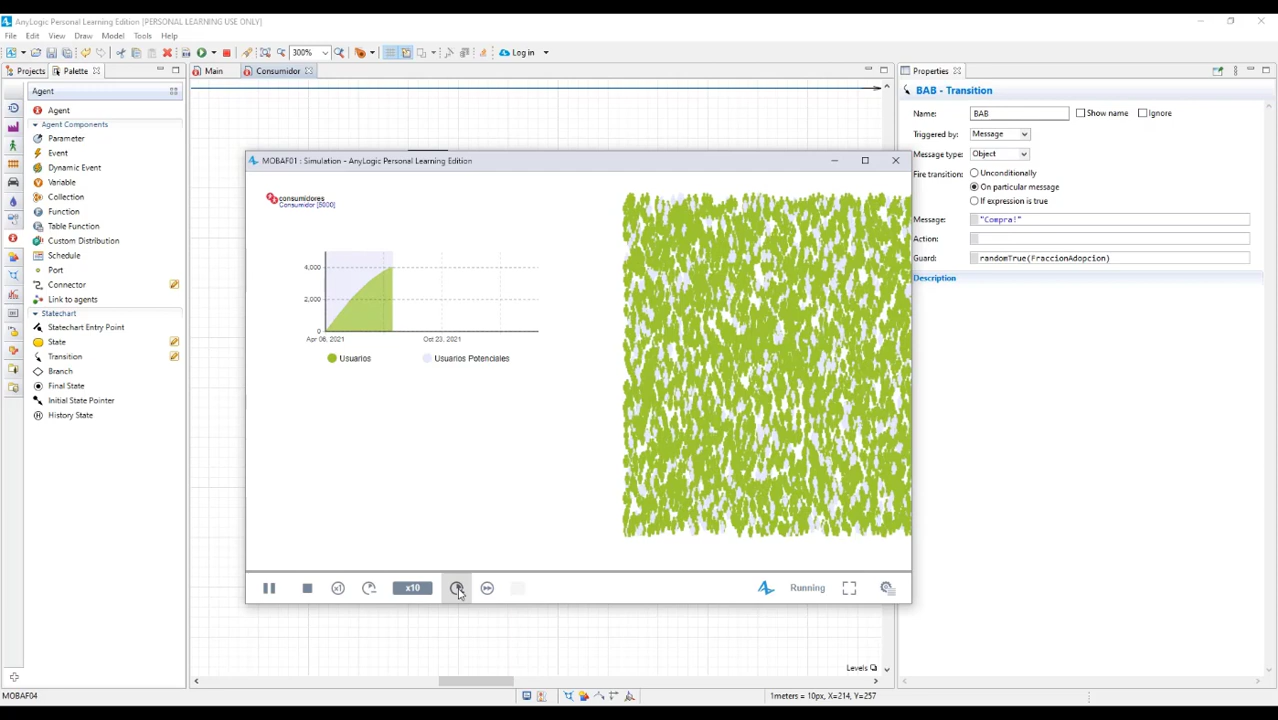 AnyLogic Personal Learning Edition [PERSONAL LEARNING USE ONLY]
File Edit View Draw Model Tools Help
300% Log in
Projects Palette
Main Consumidor
Properties
Agent
Agent
Agent Components
Parameter
Event
Dynamic Event
Variable
Collection
Function
Table Function
Custom Distribution
Schedule
Port
Connector
Link to agents
Statechart
Statechart Entry Point
State
Transition
Branch
Final State
Initial State Pointer
History State
MOBAF01 : Simulation - AnyLogic Personal Learning Edition
consumidores
Consumidor [5000]
4,000
2,000
0
Apr 06, 2021 Oct 23, 2021
Usuarios Usuarios Potenciales
x1 x10 Running
BAB - Transition
Name: BAB Show name Ignore
Triggered by: Message
Message type: Object
Fire transition: Unconditionally
On particular message
If expression is true
Message: "Compra!"
Action:
Guard: randomTrue(FraccionAdopcion)
Description
Levels
MOBAF04
1meters = 10px, X=214, Y=257